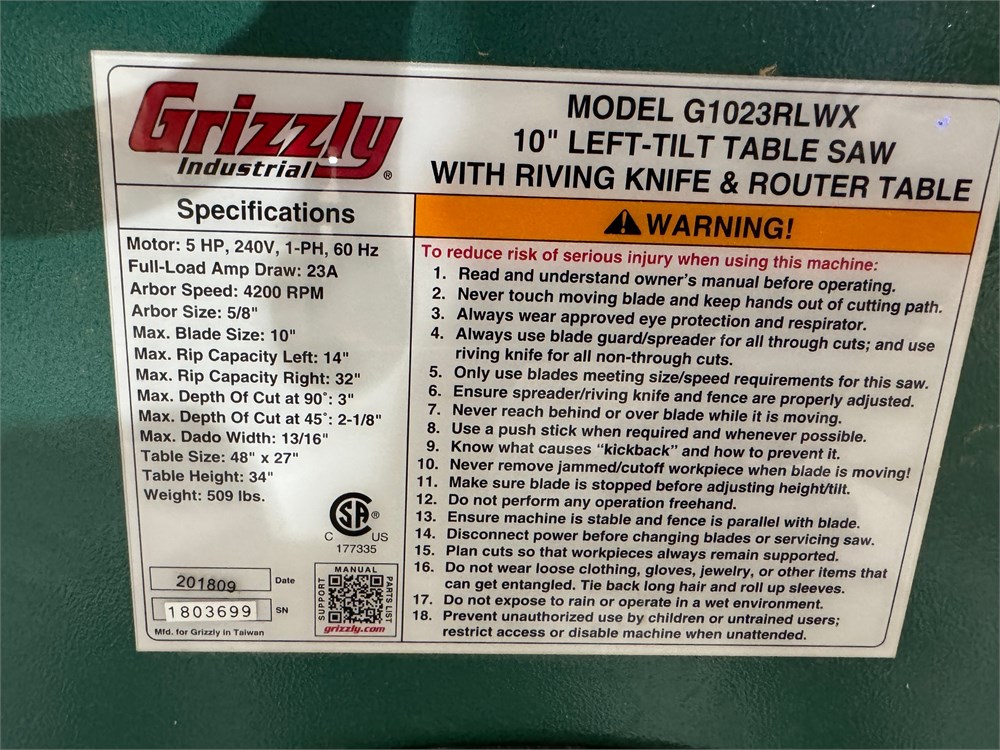 Grizzly
Industrial®
MODEL G1023RLWX
10" LEFT-TILT TABLE SAW
WITH RIVING KNIFE & ROUTER TABLE
Specifications
Motor: 5 HP, 240V, 1-PH, 60 Hz
Full-Load Amp Draw: 23A
Arbor Speed: 4200 RPM
Arbor Size: 5/8"
Max. Blade Size: 10"
Max. Rip Capacity Left: 14"
Max. Rip Capacity Right: 32"
Max. Depth Of Cut at 90°: 3"
Max. Depth Of Cut at 45°: 2-1/8"
Max. Dado Width: 13/16"
Table Size: 48" x 27"
Table Height: 34"
Weight: 509 lbs.
CSA®
C US
177335
201809 Date
1803699 SN
Mfd. for Grizzly in Taiwan
MANUAL
SUPPORT
PARTS LIST
grizzly.com
WARNING!
To reduce risk of serious injury when using this machine:
1. Read and understand owner's manual before operating.
2. Never touch moving blade and keep hands out of cutting path.
3. Always wear approved eye protection and respirator.
4. Always use blade guard/spreader for all through cuts; and use
riving knife for all non-through cuts.
5. Only use blades meeting size/speed requirements for this saw.
6. Ensure spreader/riving knife and fence are properly adjusted.
7. Never reach behind or over blade while it is moving.
8. Use a push stick when required and whenever possible.
9. Know what causes “kickback” and how to prevent it.
10. Never remove jammed/cutoff workpiece when blade is moving!
11. Make sure blade is stopped before adjusting height/tilt.
12. Do not perform any operation freehand.
13. Ensure machine is stable and fence is parallel with blade.
14. Disconnect power before changing blades or servicing saw.
15. Plan cuts so that workpieces always remain supported.
16. Do not wear loose clothing, gloves, jewelry, or other items that
can get entangled. Tie back long hair and roll up sleeves.
17. Do not expose to rain or operate in a wet environment.
18. Prevent unauthorized use by children or untrained users;
restrict access or disable machine when unattended.